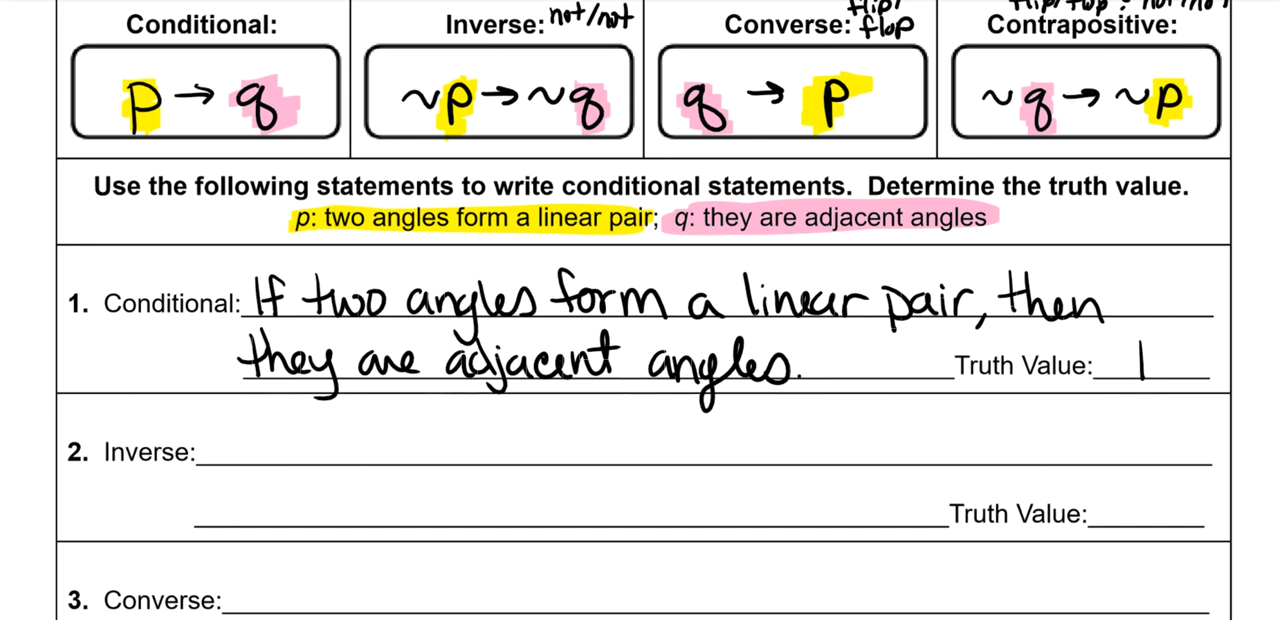 Conditional:
Inverse: not/not
Converse: flip/
flop
Contrapositive:
p → q
~p → ~q
q → p
~q → ~p
Use the following statements to write conditional statements. Determine the truth value.
p: two angles form a linear pair; q: they are adjacent angles
1. Conditional: If two angles form a linear pair, then
they are adjacent angles. Truth Value:
2. Inverse:
Truth Value:
3. Converse: